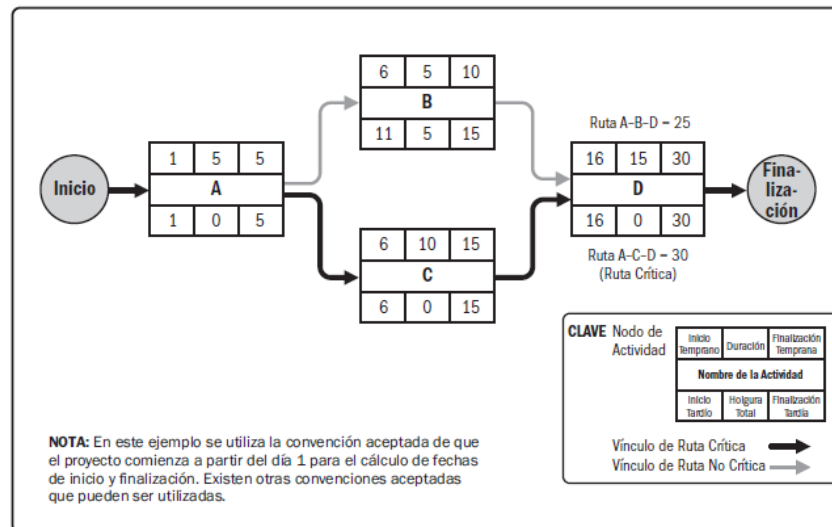 6 5 10
B
11 5 15
Ruta A-B-D = 25
Inicio
1 5 5
A
1 0 5
16 15 30
D
16 0 30
Fina-
liza-
ción
6 10 15
C
6 0 15
Ruta A-C-D = 30
(Ruta Crítica)
CLAVE Nodo de
Actividad
Inicio
Temprano
Duración
Finalización
Temprana
Nombre de la Actividad
Inicio
Tardío
Holgura
Total
Finalización
Tardía
Vínculo de Ruta Crítica
Vínculo de Ruta No Crítica
NOTA: En este ejemplo se utiliza la convención aceptada de que
el proyecto comienza a partir del día 1 para el cálculo de fechas
de inicio y finalización. Existen otras convenciones aceptadas
que pueden ser utilizadas.